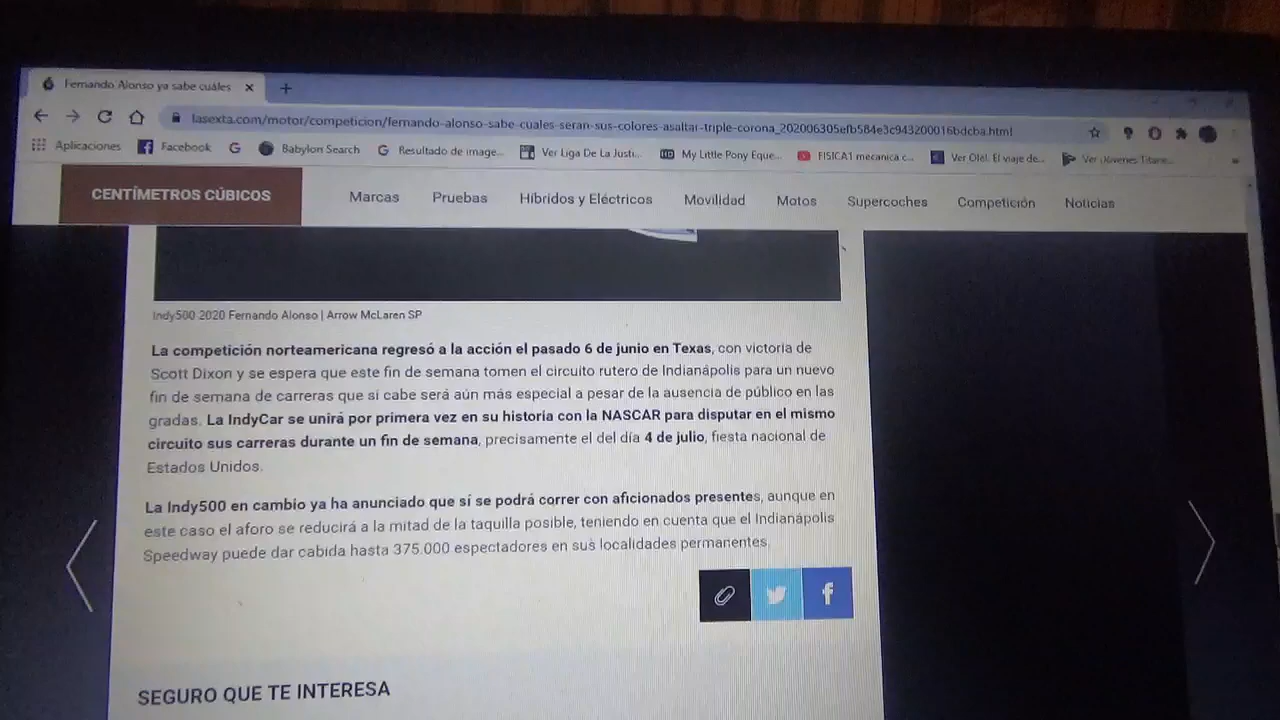 Fernando Alonso ya sabe cuáles
lasexta.com/motor/competicion/fernando-alonso-sabe-cuales-seran-sus-colores-asaltar-triple-corona_202006305efb584e3c943200016bdcba.html
Aplicaciones Facebook Babylon Search Resultado de image... Ver Liga De La Justi... My Little Pony Eque... FISICA1 mecanica c... Ver Olé!. El viaje de... Ver Jóvenes Titane...
CENTÍMETROS CÚBICOS Marcas Pruebas Híbridos y Eléctricos Movilidad Motos Supercoches Competición Noticias
Indy500 2020 Fernando Alonso | Arrow McLaren SP
La competición norteamericana regresó a la acción el pasado 6 de junio en Texas, con victoria de
Scott Dixon y se espera que este fin de semana tomen el circuito rutero de Indianápolis para un nuevo
fin de semana de carreras que sí cabe será aún más especial a pesar de la ausencia de público en las
gradas. La IndyCar se unirá por primera vez en su historia con la NASCAR para disputar en el mismo
circuito sus carreras durante un fin de semana, precisamente el del día 4 de julio, fiesta nacional de
Estados Unidos.
La Indy500 en cambio ya ha anunciado que sí se podrá correr con aficionados presentes, aunque en
este caso el aforo se reducirá a la mitad de la taquilla posible, teniendo en cuenta que el Indianápolis
Speedway puede dar cabida hasta 375.000 espectadores en sus localidades permanentes.
SEGURO QUE TE INTERESA